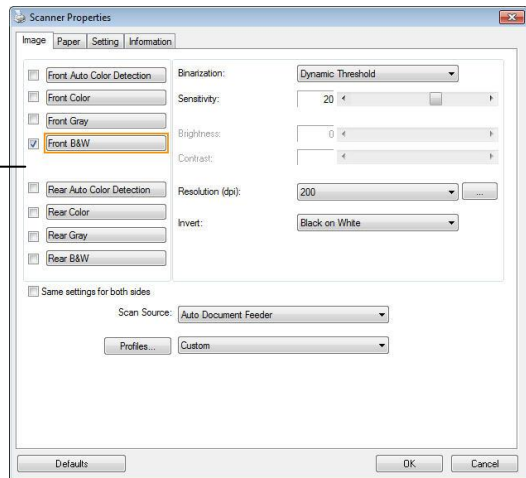 Scanner Properties
Image Paper Setting Information
Front Auto Color Detection
Front Color
Front Gray
Front B&W
Rear Auto Color Detection
Rear Color
Rear Gray
Rear B&W
Binarization: Dynamic Threshold
Sensitivity: 20
Brightness: 0
Contrast:
Resolution (dpi): 200 ...
Invert: Black on White
Same settings for both sides
Scan Source: Auto Document Feeder
Profiles... Custom
Defaults OK Cancel